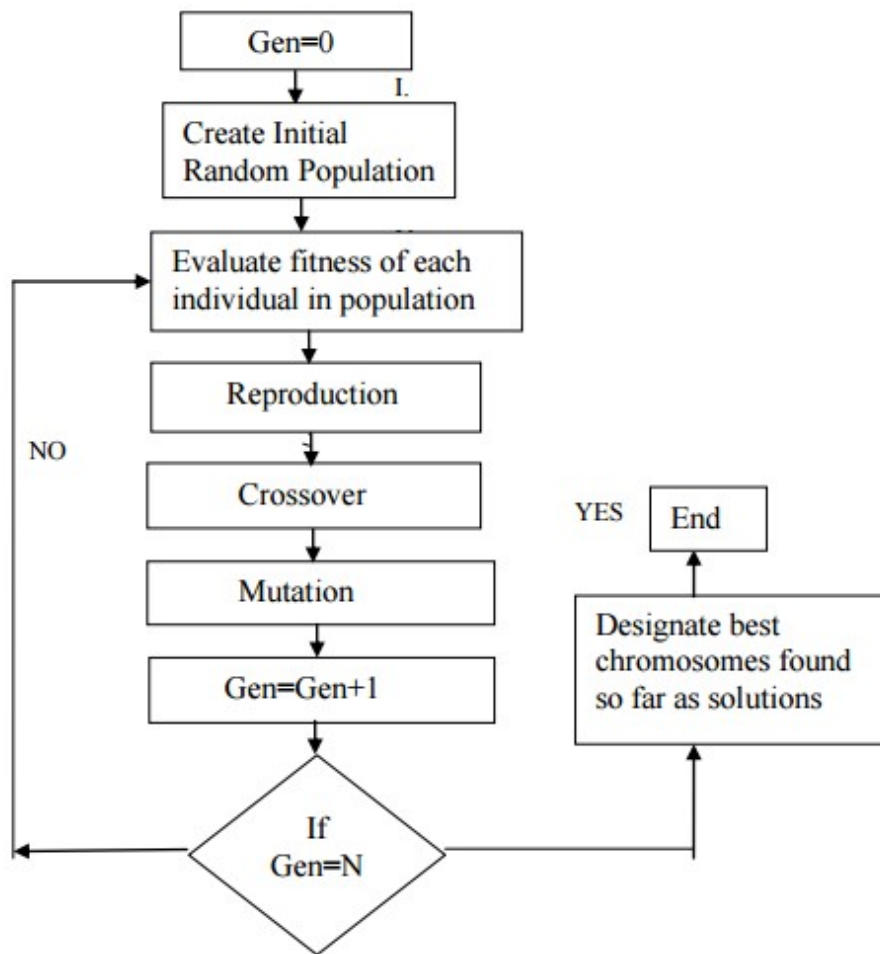 Gen=0
I.
Create Initial
Random Population
Evaluate fitness of each
individual in population
Reproduction
NO
Crossover
YES
End
Mutation
Designate best
chromosomes found
so far as solutions
Gen=Gen+1
If
Gen=N